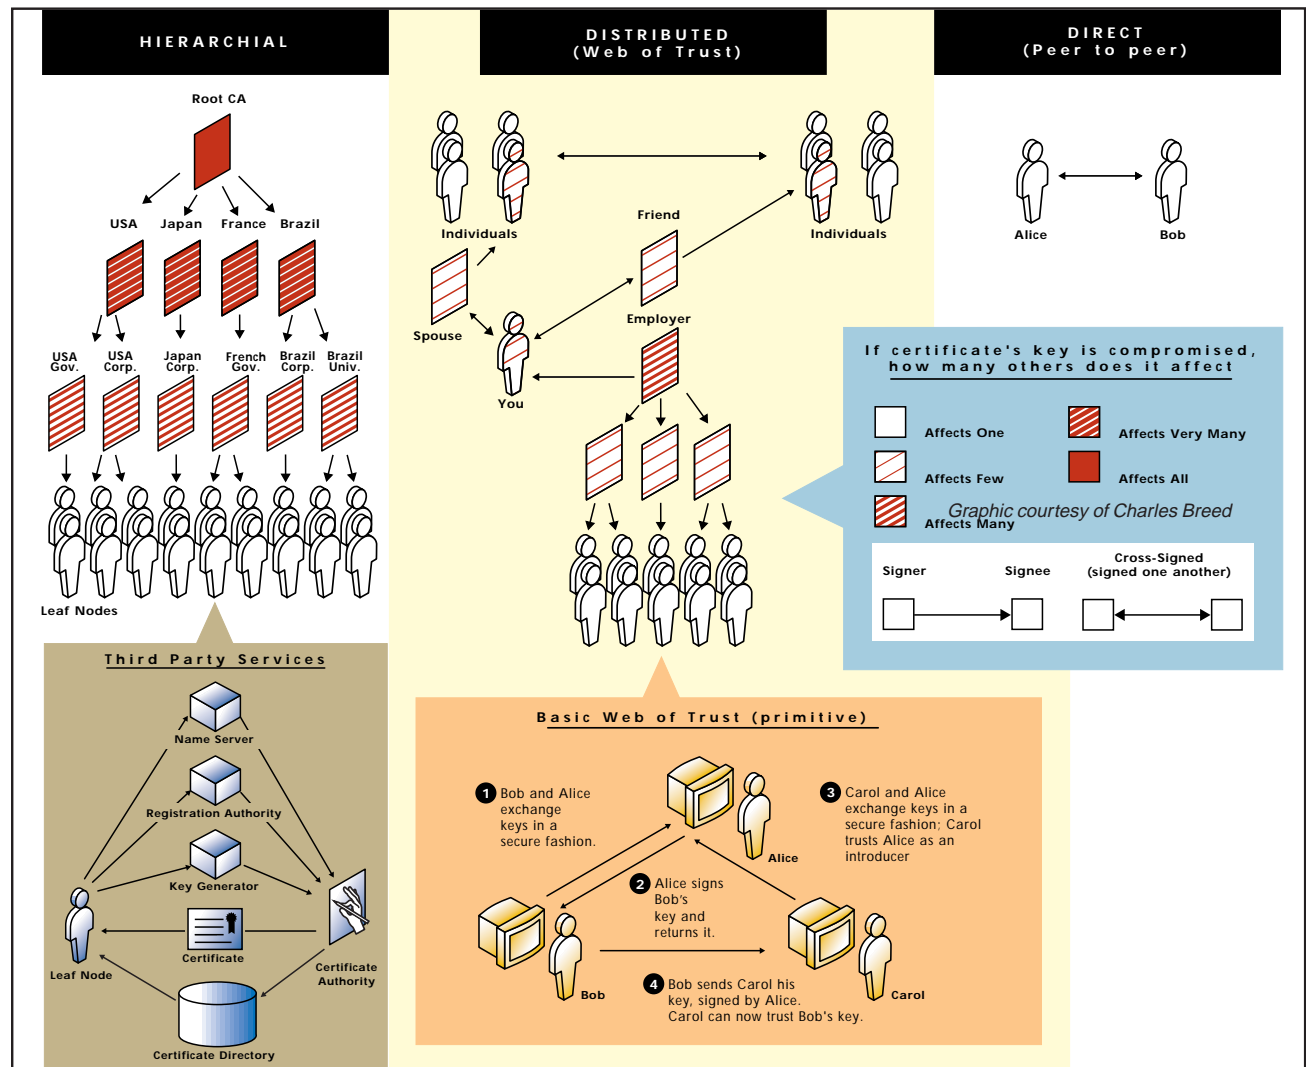 HIERARCHIAL
DISTRIBUTED
(Web of Trust)
DIRECT
(Peer to peer)
Root CA
USA
Japan
France
Brazil
USA
Gov.
USA
Corp.
Japan
Corp.
French
Gov.
Brazil
Corp.
Brazil
Univ.
Leaf Nodes
Individuals
Individuals
Friend
Spouse
Employer
You
Alice
Bob
If certificate's key is compromised,
how many others does it affect
Affects One
Affects Very Many
Affects Few
Affects All
Affects Many
Graphic courtesy of Charles Breed
Signer
Signee
Cross-Signed
(signed one another)
Third Party Services
Name Server
Registration Authority
Key Generator
Certificate
Leaf Node
Certificate
Authority
Certificate Directory
Basic Web of Trust (primitive)
1 Bob and Alice
exchange
keys in a
secure fashion.
2 Alice signs
Bob's
key and
returns it.
3 Carol and Alice
exchange keys in a
secure fashion; Carol
trusts Alice as an
introducer
Alice
Bob
Carol
4 Bob sends Carol his
key, signed by Alice.
Carol can now trust Bob's key.